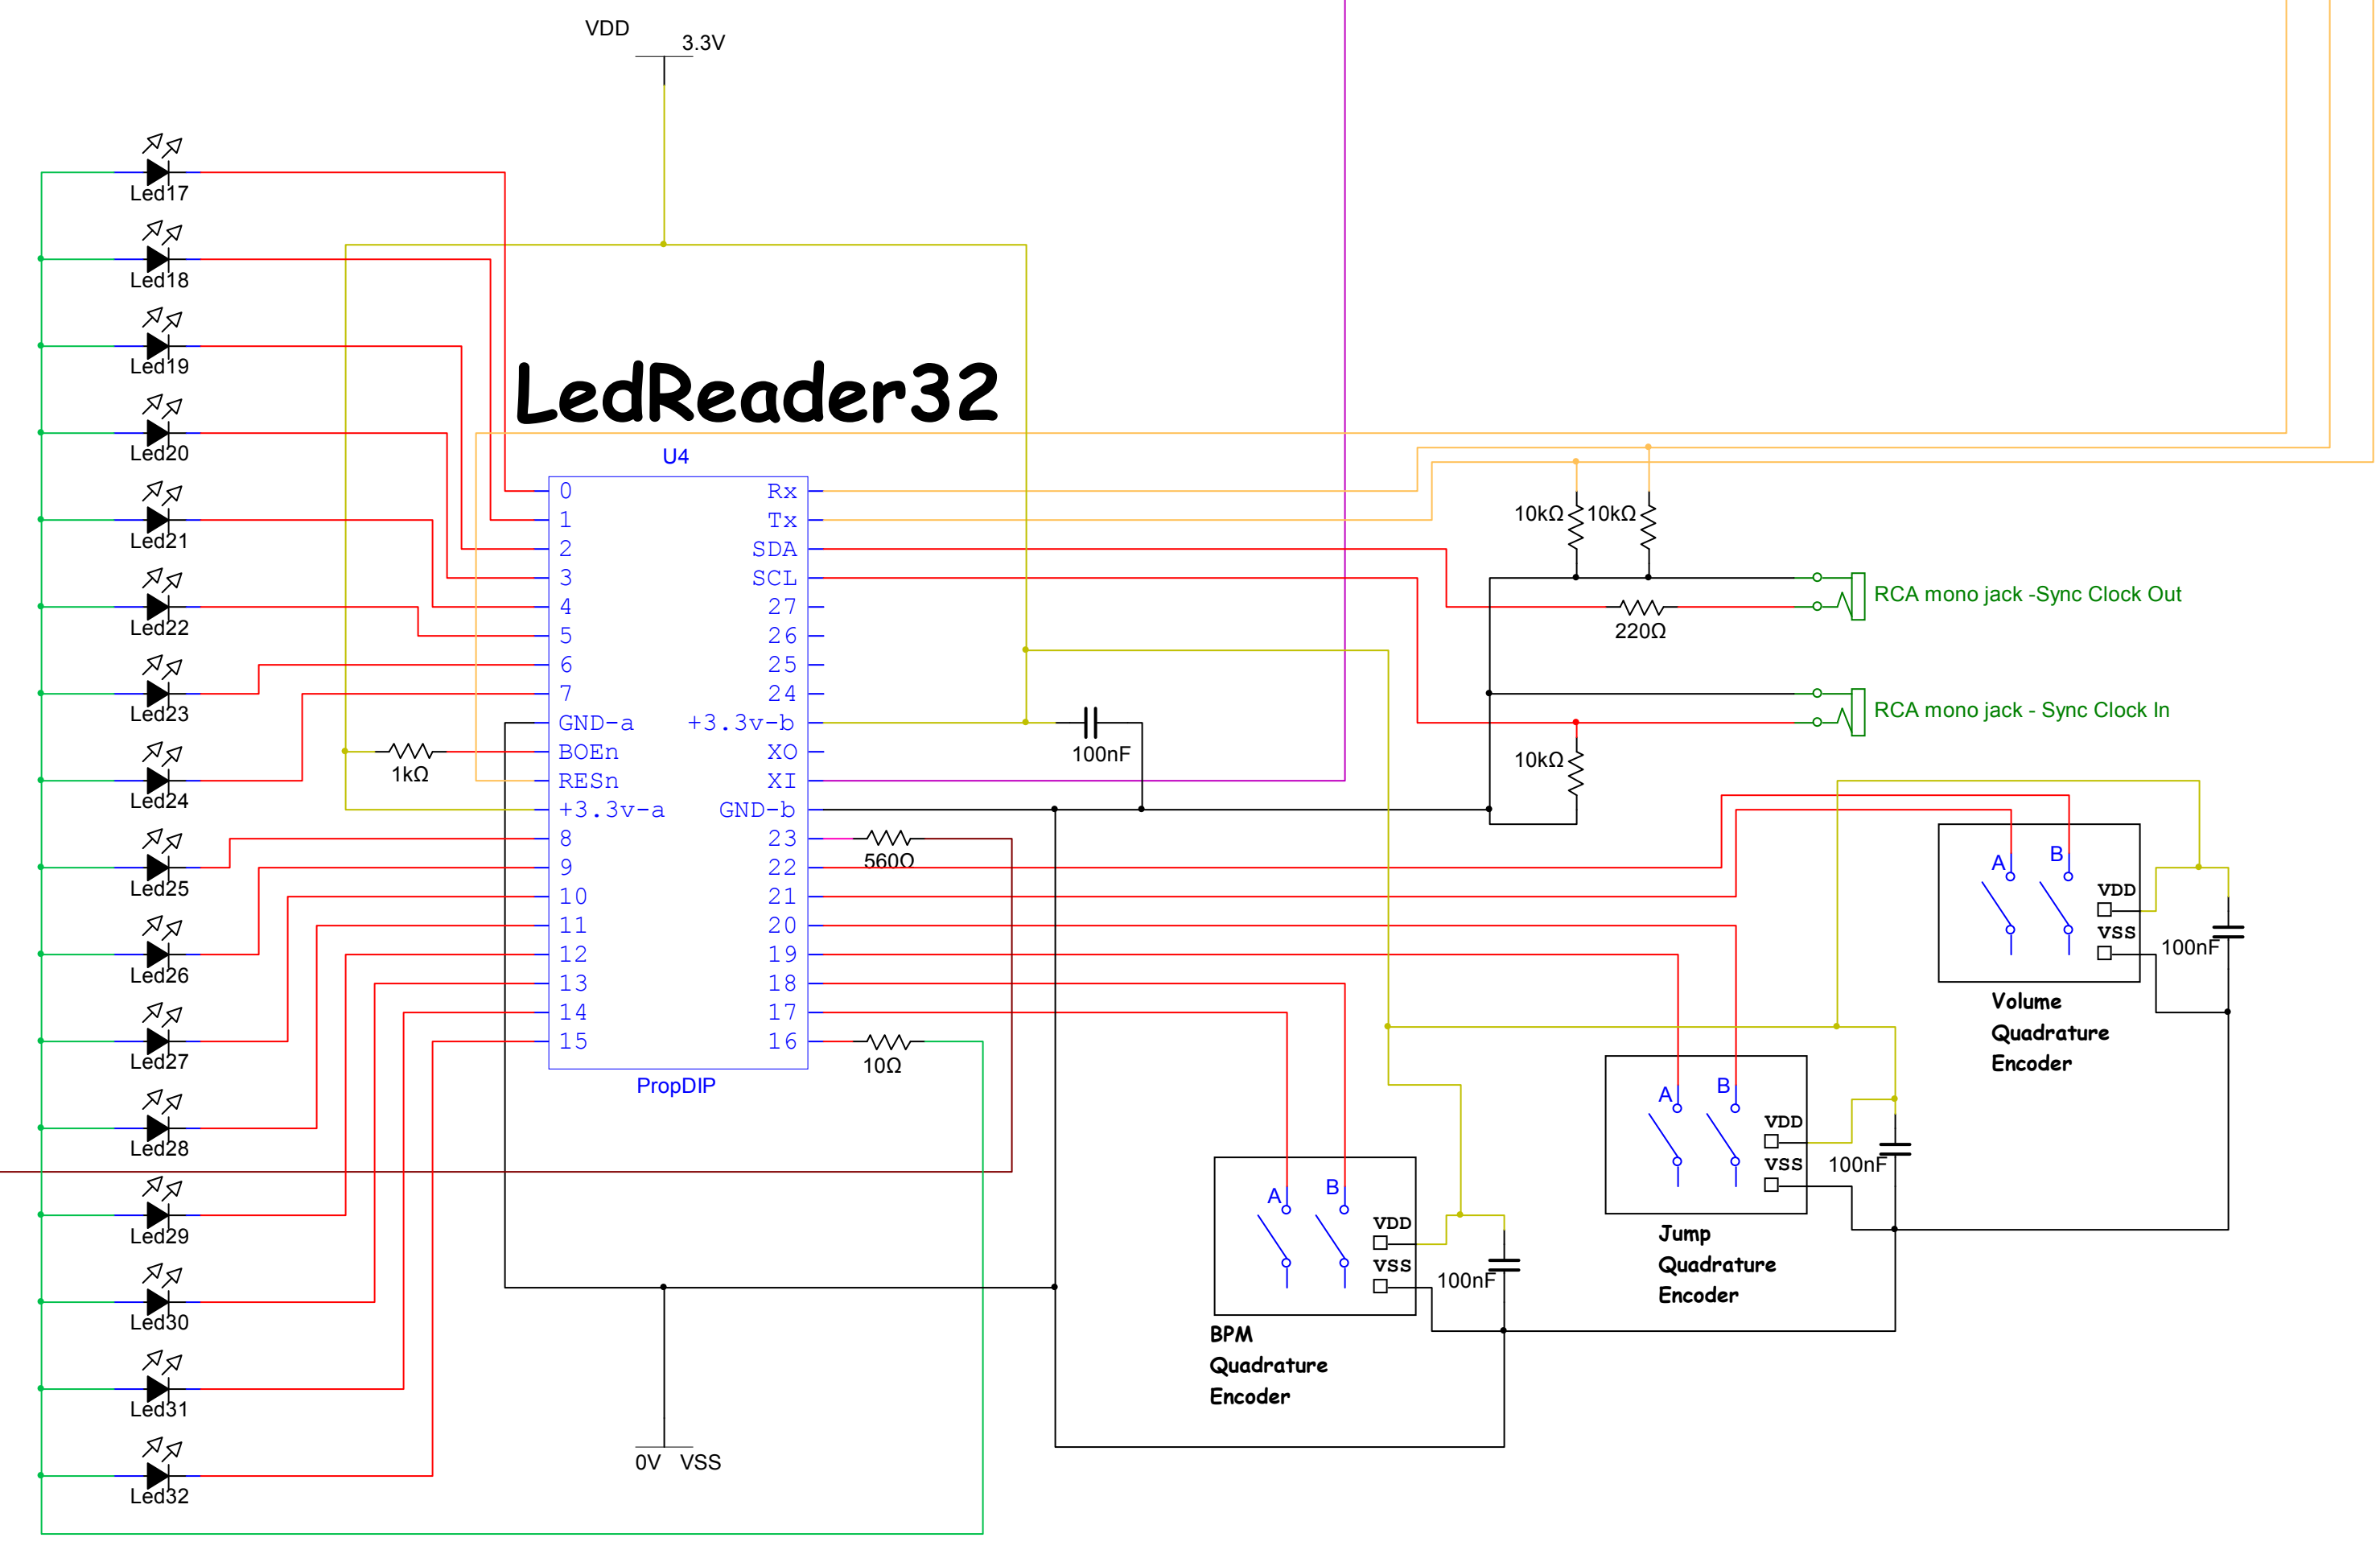 VDD
3.3V
Led17
Led18
Led19
Led20
Led21
Led22
Led23
Led24
Led25
Led26
Led27
Led28
Led29
Led30
Led31
Led32
LedReader32
U4
0
1
2
3
4
5
6
7
GND-a
BOEn
RESn
+3.3v-a
8
9
10
11
12
13
14
15
Rx
Tx
SDA
SCL
27
26
25
24
+3.3v-b
XO
XI
GND-b
23
22
21
20
19
18
17
16
PropDIP
1kΩ
100nF
560Ω
10Ω
0V VSS
10kΩ 10kΩ
220Ω
RCA mono jack -Sync Clock Out
RCA mono jack - Sync Clock In
10kΩ
A B
VDD
VSS
100nF
Volume
Quadrature
Encoder
A B
VDD
VSS
100nF
Jump
Quadrature
Encoder
A B
VDD
VSS
100nF
BPM
Quadrature
Encoder